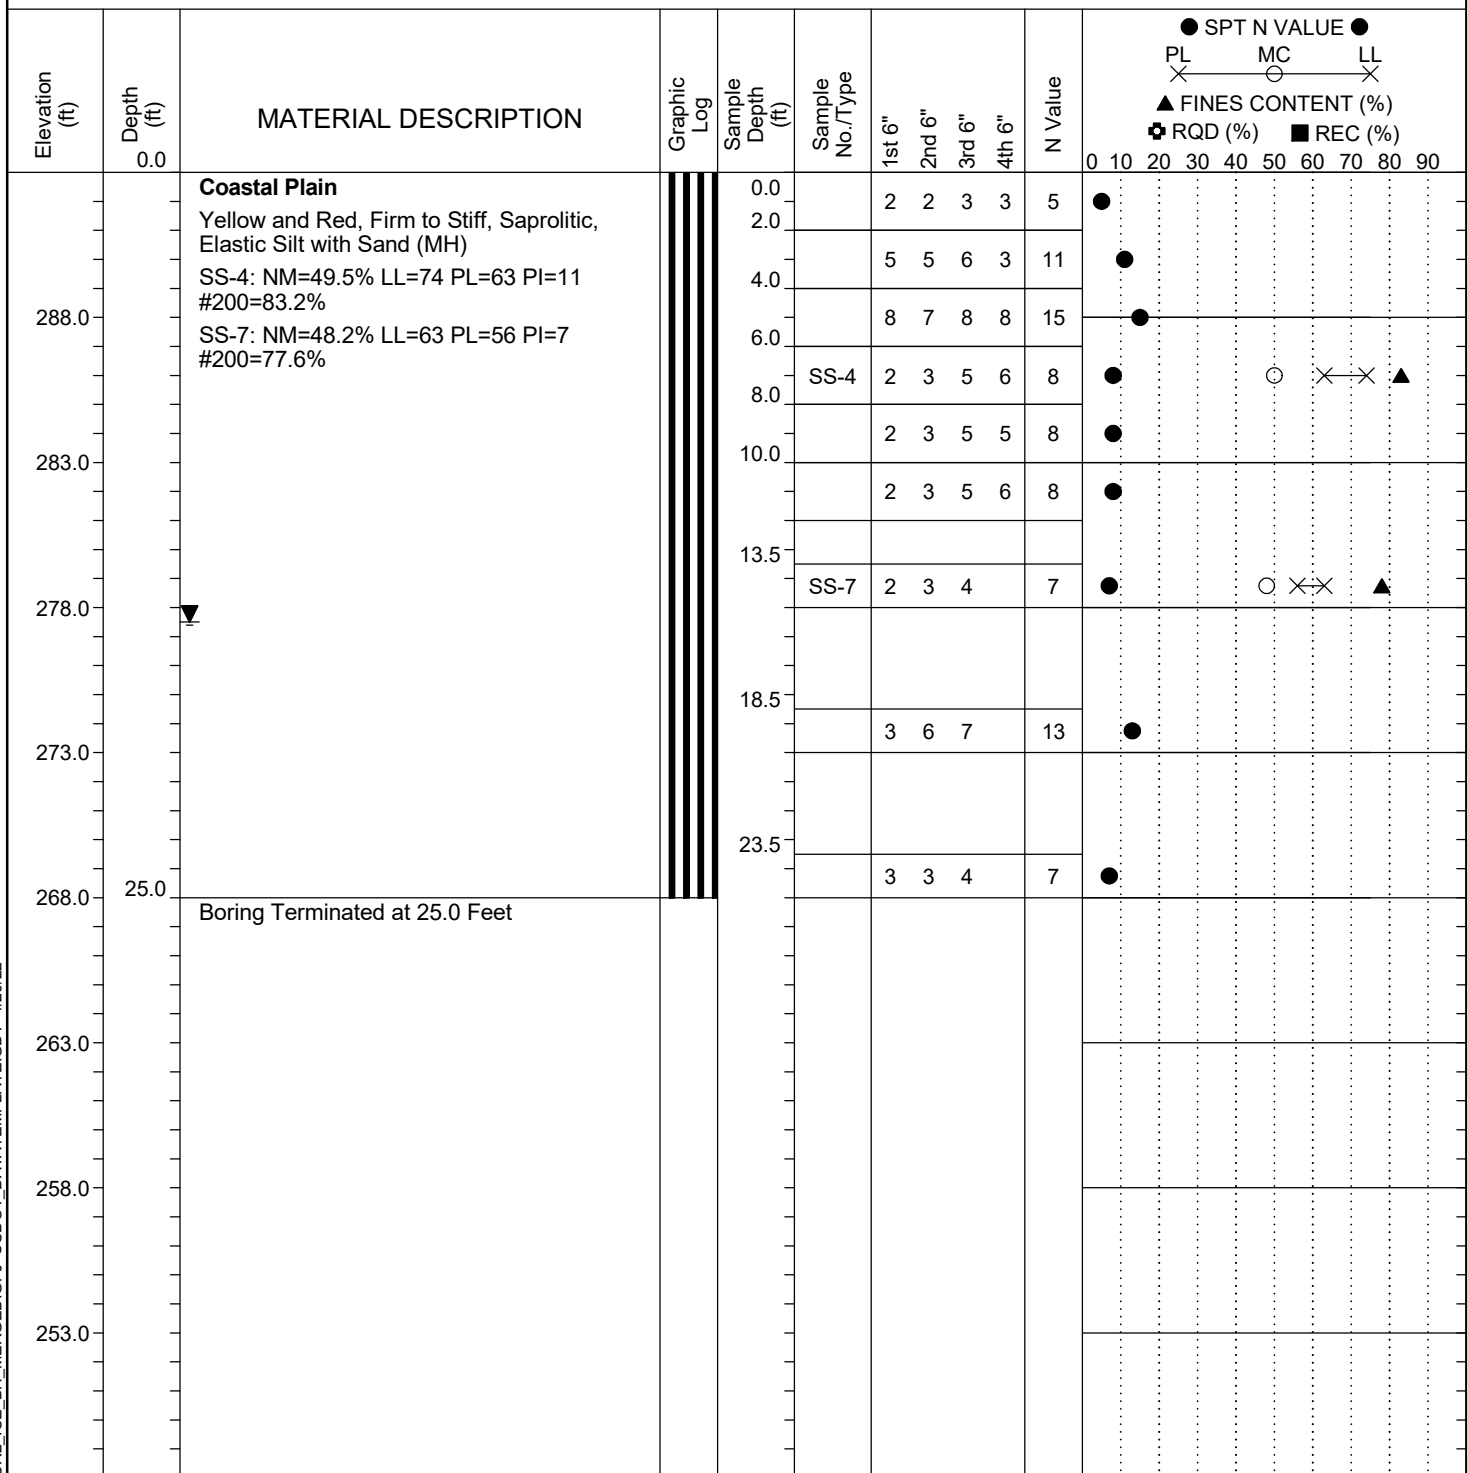 ● SPT N VALUE ●
PL MC LL
▲ FINES CONTENT (%)
RQD (%) ■ REC (%)
0 10 20 30 40 50 60 70 80 90
Elevation (ft)
Depth (ft)
0.0
MATERIAL DESCRIPTION
Graphic Log
Sample Depth (ft)
Sample No./Type
1st 6"
2nd 6"
3rd 6"
4th 6"
N Value
Coastal Plain
Yellow and Red, Firm to Stiff, Saprolitic,
Elastic Silt with Sand (MH)
SS-4: NM=49.5% LL=74 PL=63 PI=11
#200=83.2%
SS-7: NM=48.2% LL=63 PL=56 PI=7
#200=77.6%
0.0
2 2 3 3 5
2.0
5 5 6 3 11
4.0
288.0
8 7 8 8 15
6.0
SS-4 2 3 5 6 8
8.0
2 3 5 5 8
10.0
283.0
2 3 5 6 8
13.5
SS-7 2 3 4 7
278.0
18.5
3 6 7 13
273.0
23.5
3 3 4 7
268.0
25.0
Boring Terminated at 25.0 Feet
263.0
258.0
253.0